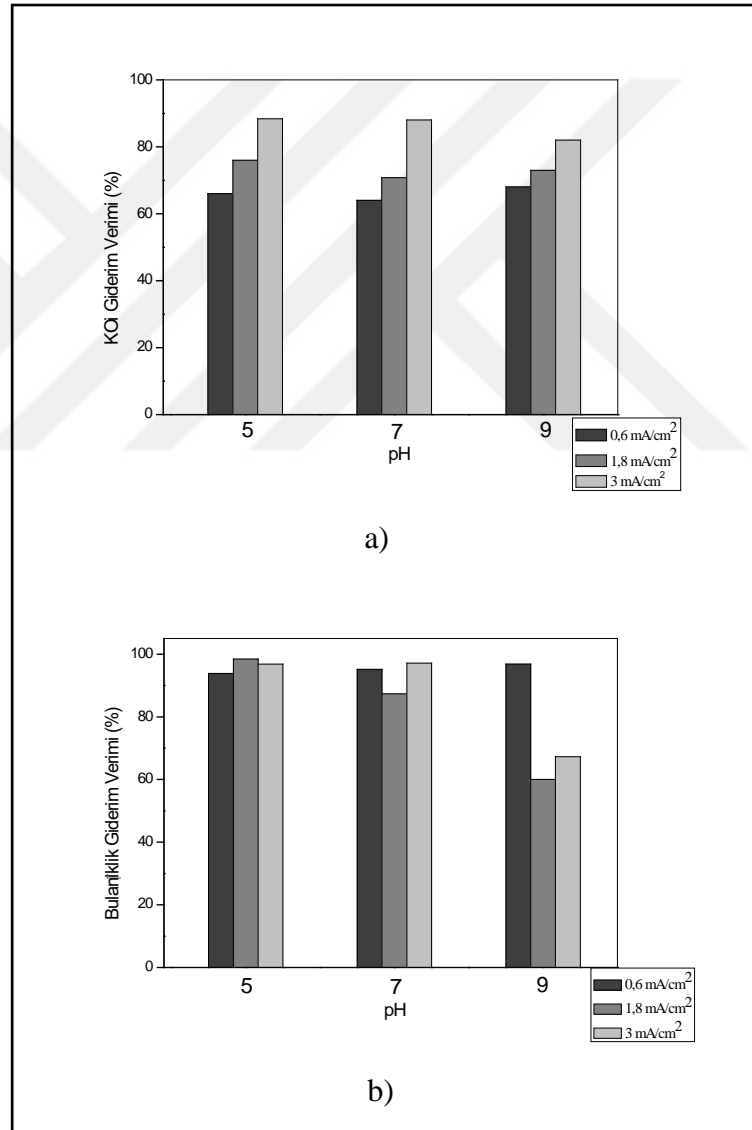 100
80
60
40
20
0
KOİ Giderim Verimi (%)
5 7 9
pH
0,6 mA/cm²
1,8 mA/cm²
3 mA/cm²
a)
100
80
60
40
20
0
Bulanıklik Giderim Verimi (%)
5 7 9
pH
0,6 mA/cm²
1,8 mA/cm²
3 mA/cm²
b)